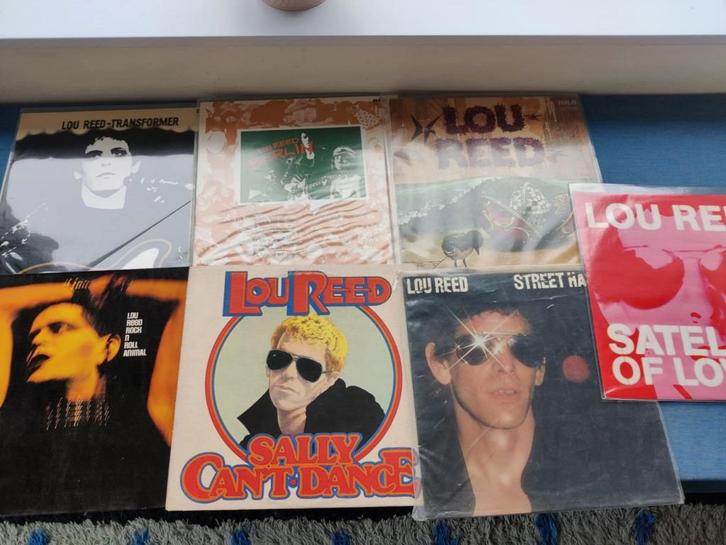 LOU REED-TRANSFORMER
BERLIN
LOU
REED
LOU REE
SATEL
OF LOV
LOU
REED
ROCK
N
ROLL
ANIMAL
LOU REED
SALLY
CAN'T·DANCE
LOU REED STREET HA